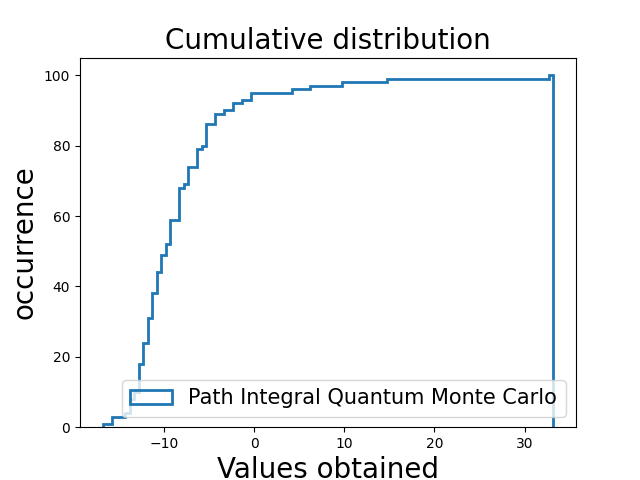 Cumulative distribution
occurrence
100
80
60
40
20
0
Path Integral Quantum Monte Carlo
−10 0 10 20 30
Values obtained